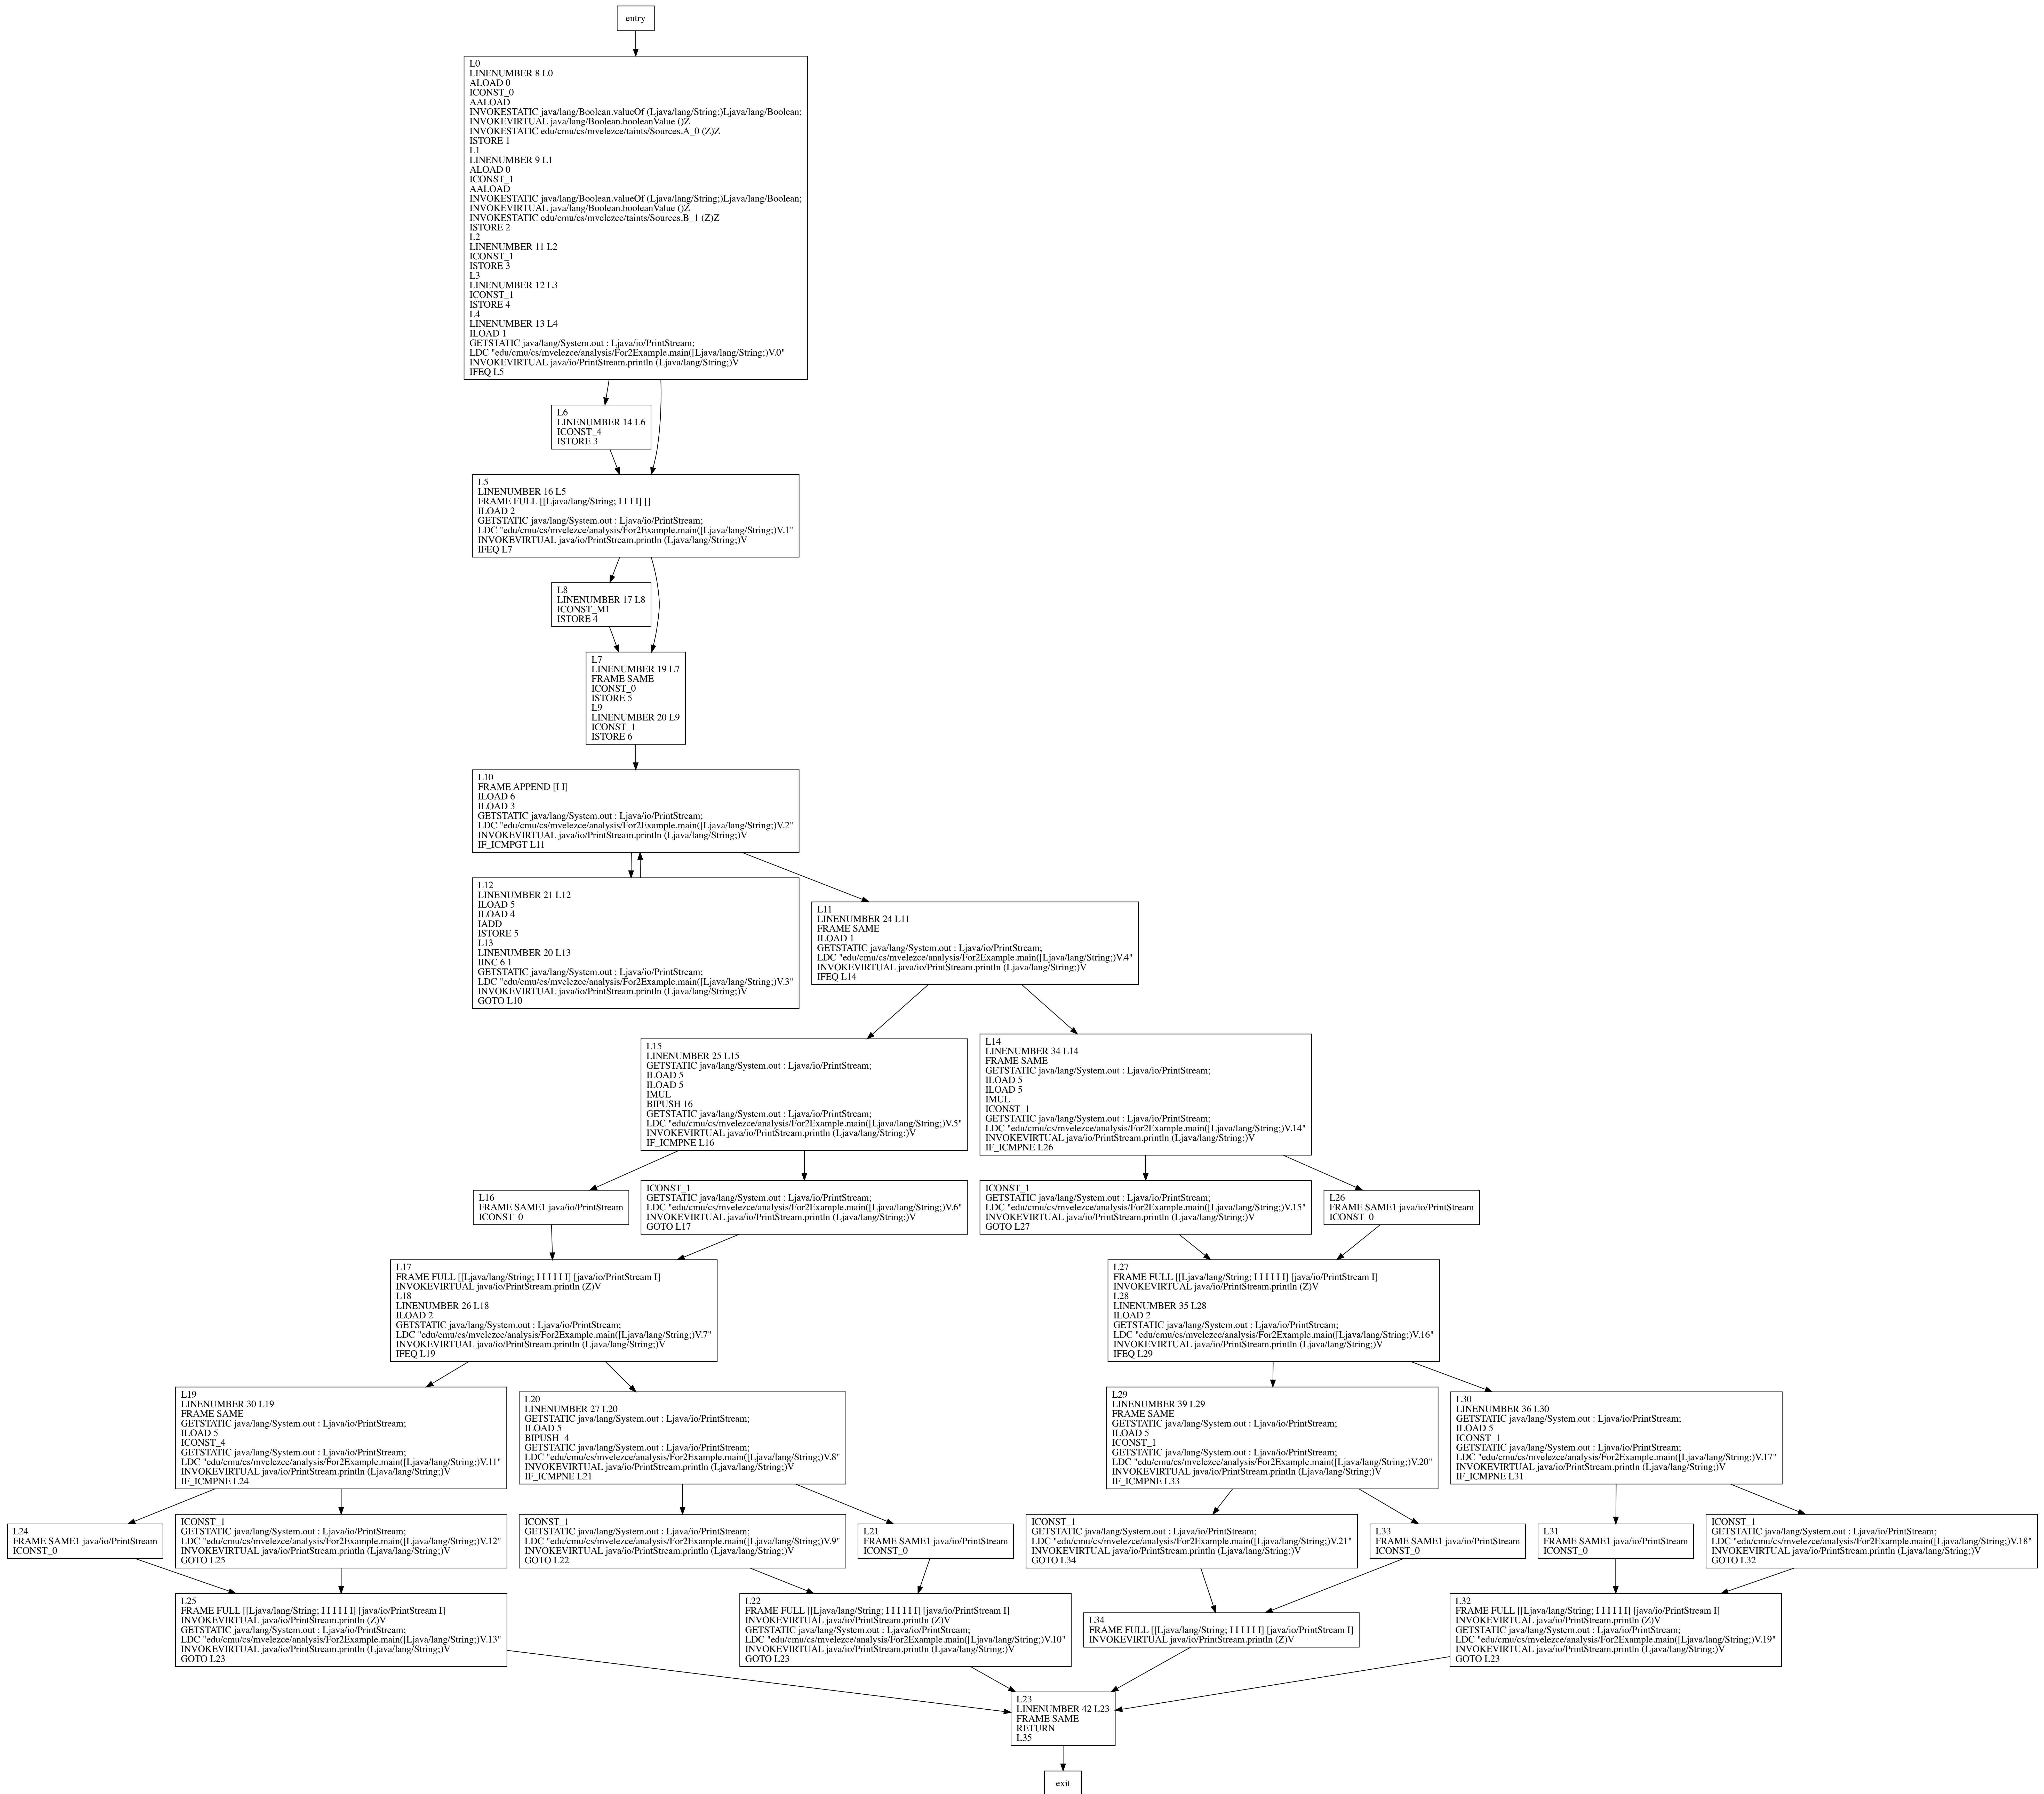 entry
L0
LINENUMBER 8 L0
ALOAD 0
ICONST_0
AALOAD
INVOKESTATIC java/lang/Boolean.valueOf (Ljava/lang/String;)Ljava/lang/Boolean;
INVOKEVIRTUAL java/lang/Boolean.booleanValue ()Z
INVOKESTATIC edu/cmu/cs/mvelezce/taints/Sources.A_0 (Z)Z
ISTORE 1
L1
LINENUMBER 9 L1
ALOAD 0
ICONST_1
AALOAD
INVOKESTATIC java/lang/Boolean.valueOf (Ljava/lang/String;)Ljava/lang/Boolean;
INVOKEVIRTUAL java/lang/Boolean.booleanValue ()Z
INVOKESTATIC edu/cmu/cs/mvelezce/taints/Sources.B_1 (Z)Z
ISTORE 2
L2
LINENUMBER 11 L2
ICONST_1
ISTORE 3
L3
LINENUMBER 12 L3
ICONST_1
ISTORE 4
L4
LINENUMBER 13 L4
ILOAD 1
GETSTATIC java/lang/System.out : Ljava/io/PrintStream;
LDC "edu/cmu/cs/mvelezce/analysis/For2Example.main([Ljava/lang/String;)V.0"
INVOKEVIRTUAL java/io/PrintStream.println (Ljava/lang/String;)V
IFEQ L5
L6
LINENUMBER 14 L6
ICONST_4
ISTORE 3
L5
LINENUMBER 16 L5
FRAME FULL [[Ljava/lang/String; I I I I] []
ILOAD 2
GETSTATIC java/lang/System.out : Ljava/io/PrintStream;
LDC "edu/cmu/cs/mvelezce/analysis/For2Example.main([Ljava/lang/String;)V.1"
INVOKEVIRTUAL java/io/PrintStream.println (Ljava/lang/String;)V
IFEQ L7
L8
LINENUMBER 17 L8
ICONST_M1
ISTORE 4
L7
LINENUMBER 19 L7
FRAME SAME
ICONST_0
ISTORE 5
L9
LINENUMBER 20 L9
ICONST_1
ISTORE 6
L10
FRAME APPEND [I I]
ILOAD 6
ILOAD 3
GETSTATIC java/lang/System.out : Ljava/io/PrintStream;
LDC "edu/cmu/cs/mvelezce/analysis/For2Example.main([Ljava/lang/String;)V.2"
INVOKEVIRTUAL java/io/PrintStream.println (Ljava/lang/String;)V
IF_ICMPGT L11
L12
LINENUMBER 21 L12
ILOAD 5
ILOAD 4
IADD
ISTORE 5
L13
LINENUMBER 20 L13
IINC 6 1
GETSTATIC java/lang/System.out : Ljava/io/PrintStream;
LDC "edu/cmu/cs/mvelezce/analysis/For2Example.main([Ljava/lang/String;)V.3"
INVOKEVIRTUAL java/io/PrintStream.println (Ljava/lang/String;)V
GOTO L10
L11
LINENUMBER 24 L11
FRAME SAME
ILOAD 1
GETSTATIC java/lang/System.out : Ljava/io/PrintStream;
LDC "edu/cmu/cs/mvelezce/analysis/For2Example.main([Ljava/lang/String;)V.4"
INVOKEVIRTUAL java/io/PrintStream.println (Ljava/lang/String;)V
IFEQ L14
L15
LINENUMBER 25 L15
GETSTATIC java/lang/System.out : Ljava/io/PrintStream;
ILOAD 5
ILOAD 5
IMUL
BIPUSH 16
GETSTATIC java/lang/System.out : Ljava/io/PrintStream;
LDC "edu/cmu/cs/mvelezce/analysis/For2Example.main([Ljava/lang/String;)V.5"
INVOKEVIRTUAL java/io/PrintStream.println (Ljava/lang/String;)V
IF_ICMPNE L16
L14
LINENUMBER 34 L14
FRAME SAME
GETSTATIC java/lang/System.out : Ljava/io/PrintStream;
ILOAD 5
ILOAD 5
IMUL
ICONST_1
GETSTATIC java/lang/System.out : Ljava/io/PrintStream;
LDC "edu/cmu/cs/mvelezce/analysis/For2Example.main([Ljava/lang/String;)V.14"
INVOKEVIRTUAL java/io/PrintStream.println (Ljava/lang/String;)V
IF_ICMPNE L26
L16
FRAME SAME1 java/io/PrintStream
ICONST_0
ICONST_1
GETSTATIC java/lang/System.out : Ljava/io/PrintStream;
LDC "edu/cmu/cs/mvelezce/analysis/For2Example.main([Ljava/lang/String;)V.6"
INVOKEVIRTUAL java/io/PrintStream.println (Ljava/lang/String;)V
GOTO L17
ICONST_1
GETSTATIC java/lang/System.out : Ljava/io/PrintStream;
LDC "edu/cmu/cs/mvelezce/analysis/For2Example.main([Ljava/lang/String;)V.15"
INVOKEVIRTUAL java/io/PrintStream.println (Ljava/lang/String;)V
GOTO L27
L26
FRAME SAME1 java/io/PrintStream
ICONST_0
L17
FRAME FULL [[Ljava/lang/String; I I I I I I] [java/io/PrintStream I]
INVOKEVIRTUAL java/io/PrintStream.println (Z)V
L18
LINENUMBER 26 L18
ILOAD 2
GETSTATIC java/lang/System.out : Ljava/io/PrintStream;
LDC "edu/cmu/cs/mvelezce/analysis/For2Example.main([Ljava/lang/String;)V.7"
INVOKEVIRTUAL java/io/PrintStream.println (Ljava/lang/String;)V
IFEQ L19
L27
FRAME FULL [[Ljava/lang/String; I I I I I I] [java/io/PrintStream I]
INVOKEVIRTUAL java/io/PrintStream.println (Z)V
L28
LINENUMBER 35 L28
ILOAD 2
GETSTATIC java/lang/System.out : Ljava/io/PrintStream;
LDC "edu/cmu/cs/mvelezce/analysis/For2Example.main([Ljava/lang/String;)V.16"
INVOKEVIRTUAL java/io/PrintStream.println (Ljava/lang/String;)V
IFEQ L29
L19
LINENUMBER 30 L19
FRAME SAME
GETSTATIC java/lang/System.out : Ljava/io/PrintStream;
ILOAD 5
ICONST_4
GETSTATIC java/lang/System.out : Ljava/io/PrintStream;
LDC "edu/cmu/cs/mvelezce/analysis/For2Example.main([Ljava/lang/String;)V.11"
INVOKEVIRTUAL java/io/PrintStream.println (Ljava/lang/String;)V
IF_ICMPNE L24
L20
LINENUMBER 27 L20
GETSTATIC java/lang/System.out : Ljava/io/PrintStream;
ILOAD 5
BIPUSH -4
GETSTATIC java/lang/System.out : Ljava/io/PrintStream;
LDC "edu/cmu/cs/mvelezce/analysis/For2Example.main([Ljava/lang/String;)V.8"
INVOKEVIRTUAL java/io/PrintStream.println (Ljava/lang/String;)V
IF_ICMPNE L21
L29
LINENUMBER 39 L29
FRAME SAME
GETSTATIC java/lang/System.out : Ljava/io/PrintStream;
ILOAD 5
ICONST_1
GETSTATIC java/lang/System.out : Ljava/io/PrintStream;
LDC "edu/cmu/cs/mvelezce/analysis/For2Example.main([Ljava/lang/String;)V.20"
INVOKEVIRTUAL java/io/PrintStream.println (Ljava/lang/String;)V
IF_ICMPNE L33
L30
LINENUMBER 36 L30
GETSTATIC java/lang/System.out : Ljava/io/PrintStream;
ILOAD 5
ICONST_1
GETSTATIC java/lang/System.out : Ljava/io/PrintStream;
LDC "edu/cmu/cs/mvelezce/analysis/For2Example.main([Ljava/lang/String;)V.17"
INVOKEVIRTUAL java/io/PrintStream.println (Ljava/lang/String;)V
IF_ICMPNE L31
L24
FRAME SAME1 java/io/PrintStream
ICONST_0
ICONST_1
GETSTATIC java/lang/System.out : Ljava/io/PrintStream;
LDC "edu/cmu/cs/mvelezce/analysis/For2Example.main([Ljava/lang/String;)V.12"
INVOKEVIRTUAL java/io/PrintStream.println (Ljava/lang/String;)V
GOTO L25
ICONST_1
GETSTATIC java/lang/System.out : Ljava/io/PrintStream;
LDC "edu/cmu/cs/mvelezce/analysis/For2Example.main([Ljava/lang/String;)V.9"
INVOKEVIRTUAL java/io/PrintStream.println (Ljava/lang/String;)V
GOTO L22
L21
FRAME SAME1 java/io/PrintStream
ICONST_0
ICONST_1
GETSTATIC java/lang/System.out : Ljava/io/PrintStream;
LDC "edu/cmu/cs/mvelezce/analysis/For2Example.main([Ljava/lang/String;)V.21"
INVOKEVIRTUAL java/io/PrintStream.println (Ljava/lang/String;)V
GOTO L34
L33
FRAME SAME1 java/io/PrintStream
ICONST_0
L31
FRAME SAME1 java/io/PrintStream
ICONST_0
ICONST_1
GETSTATIC java/lang/System.out : Ljava/io/PrintStream;
LDC "edu/cmu/cs/mvelezce/analysis/For2Example.main([Ljava/lang/String;)V.18"
INVOKEVIRTUAL java/io/PrintStream.println (Ljava/lang/String;)V
GOTO L32
L25
FRAME FULL [[Ljava/lang/String; I I I I I I] [java/io/PrintStream I]
INVOKEVIRTUAL java/io/PrintStream.println (Z)V
GETSTATIC java/lang/System.out : Ljava/io/PrintStream;
LDC "edu/cmu/cs/mvelezce/analysis/For2Example.main([Ljava/lang/String;)V.13"
INVOKEVIRTUAL java/io/PrintStream.println (Ljava/lang/String;)V
GOTO L23
L22
FRAME FULL [[Ljava/lang/String; I I I I I I] [java/io/PrintStream I]
INVOKEVIRTUAL java/io/PrintStream.println (Z)V
GETSTATIC java/lang/System.out : Ljava/io/PrintStream;
LDC "edu/cmu/cs/mvelezce/analysis/For2Example.main([Ljava/lang/String;)V.10"
INVOKEVIRTUAL java/io/PrintStream.println (Ljava/lang/String;)V
GOTO L23
L34
FRAME FULL [[Ljava/lang/String; I I I I I I] [java/io/PrintStream I]
INVOKEVIRTUAL java/io/PrintStream.println (Z)V
L32
FRAME FULL [[Ljava/lang/String; I I I I I I] [java/io/PrintStream I]
INVOKEVIRTUAL java/io/PrintStream.println (Z)V
GETSTATIC java/lang/System.out : Ljava/io/PrintStream;
LDC "edu/cmu/cs/mvelezce/analysis/For2Example.main([Ljava/lang/String;)V.19"
INVOKEVIRTUAL java/io/PrintStream.println (Ljava/lang/String;)V
GOTO L23
L23
LINENUMBER 42 L23
FRAME SAME
RETURN
L35
exit